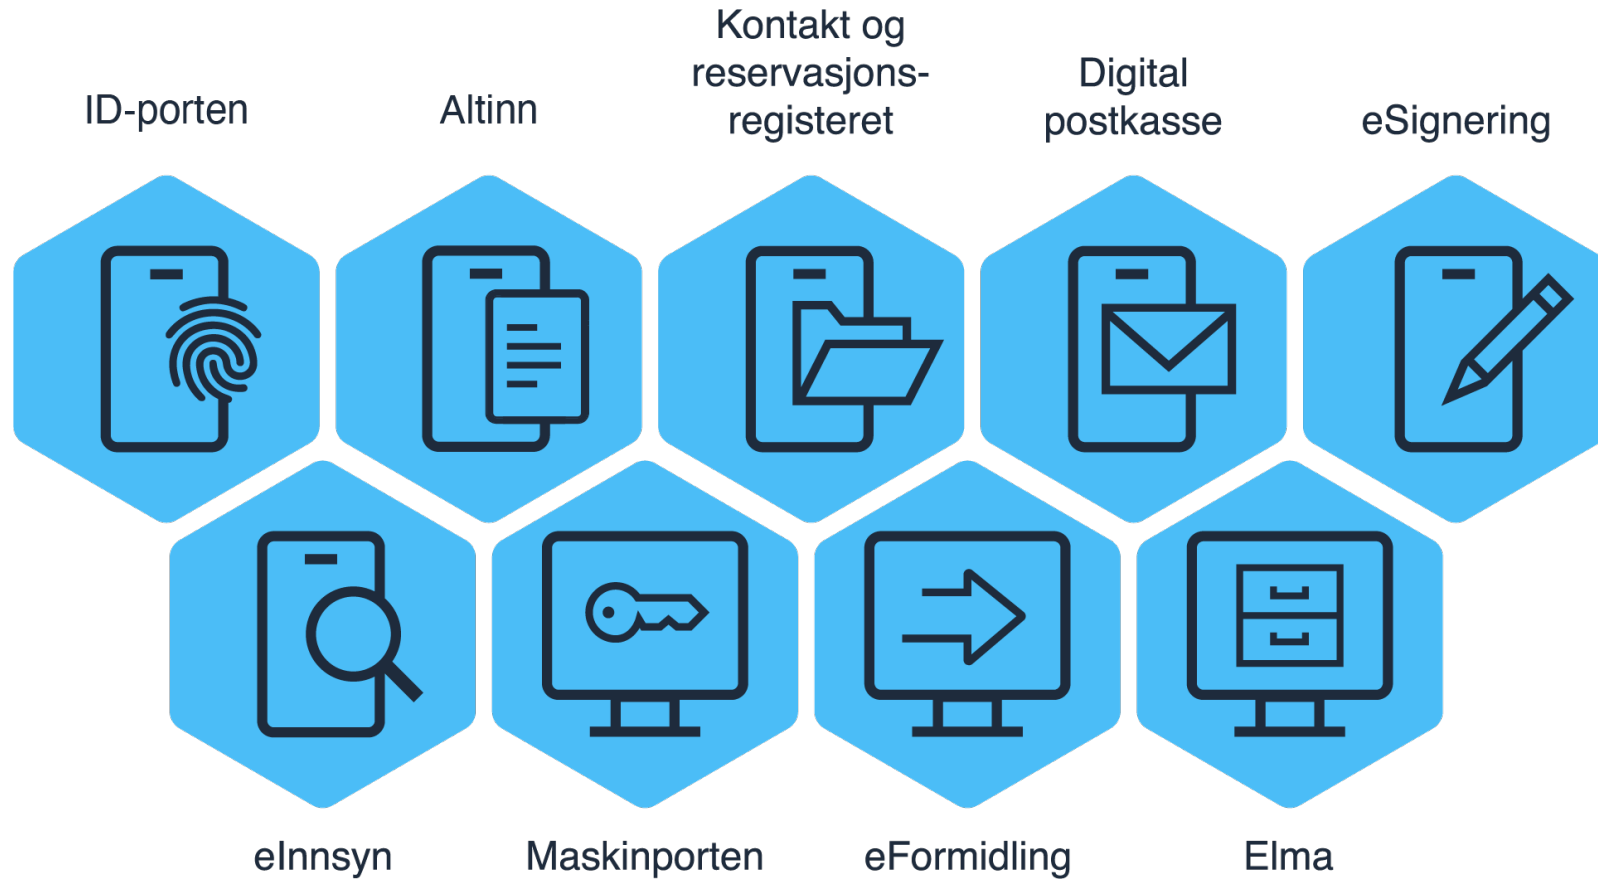 ID-porten
Altinn
Kontakt og
reservasjons-
registeret
Digital
postkasse
eSignering
eInnsyn
Maskinporten
eFormidling
Elma